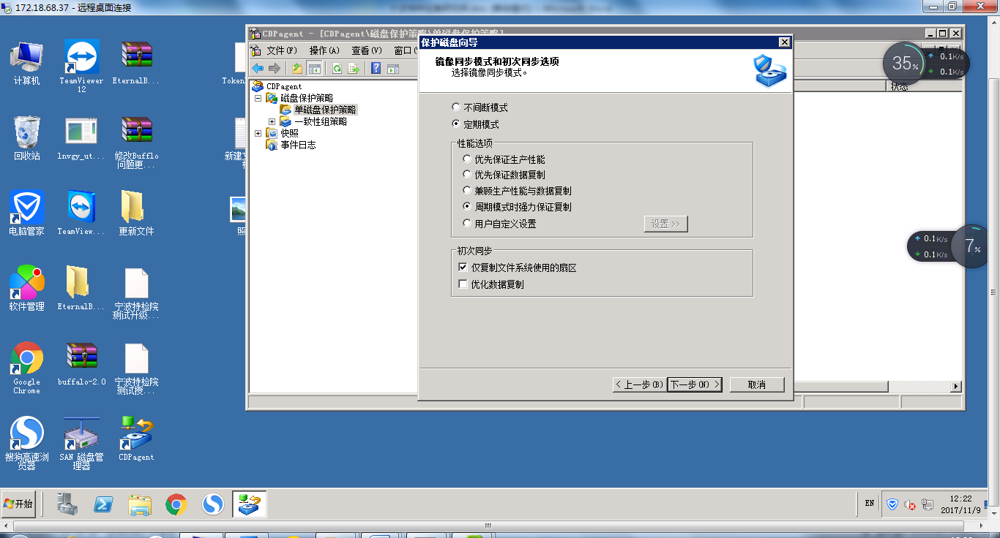 172.18.68.37 - 远程桌面连接
计算机
TeamViewer
12
EternalB...
Token
回收站
lnvgy_ut...
修改Bufflo
问题更...
新建文
电脑管家
TeamView...
更新文件
照
软件管理
EternalB...
宁波特检院
测试升级...
Google
Chrome
buffalo-2.0
宁波特检院
测试授...
搜狗高速浏
览器
SAN 磁盘管
理器
CDPagent
CDPagent - [CDPagent\磁盘保护策略\单磁盘保护策略]
文件(F) 操作(A) 查看(V) 窗口(
CDPagent
磁盘保护策略
单磁盘保护策略
一致性组策略
快照
事件日志
状态
保护磁盘向导
镜像同步模式和初次同步选项
选择镜像同步模式。
不间断模式
定期模式
性能选项
优先保证生产性能
优先保证数据复制
兼顾生产性能与数据复制
周期模式时强力保证复制
用户自定义设置
设置 >>
初次同步
仅复制文件系统使用的扇区
优化数据复制
< 上一步(B)
下一步(N) >
取消
35%
0.1K/s
0.1K/s
0.1K/s
0.1K/s
7%
开始
EN
12:22
2017/11/9